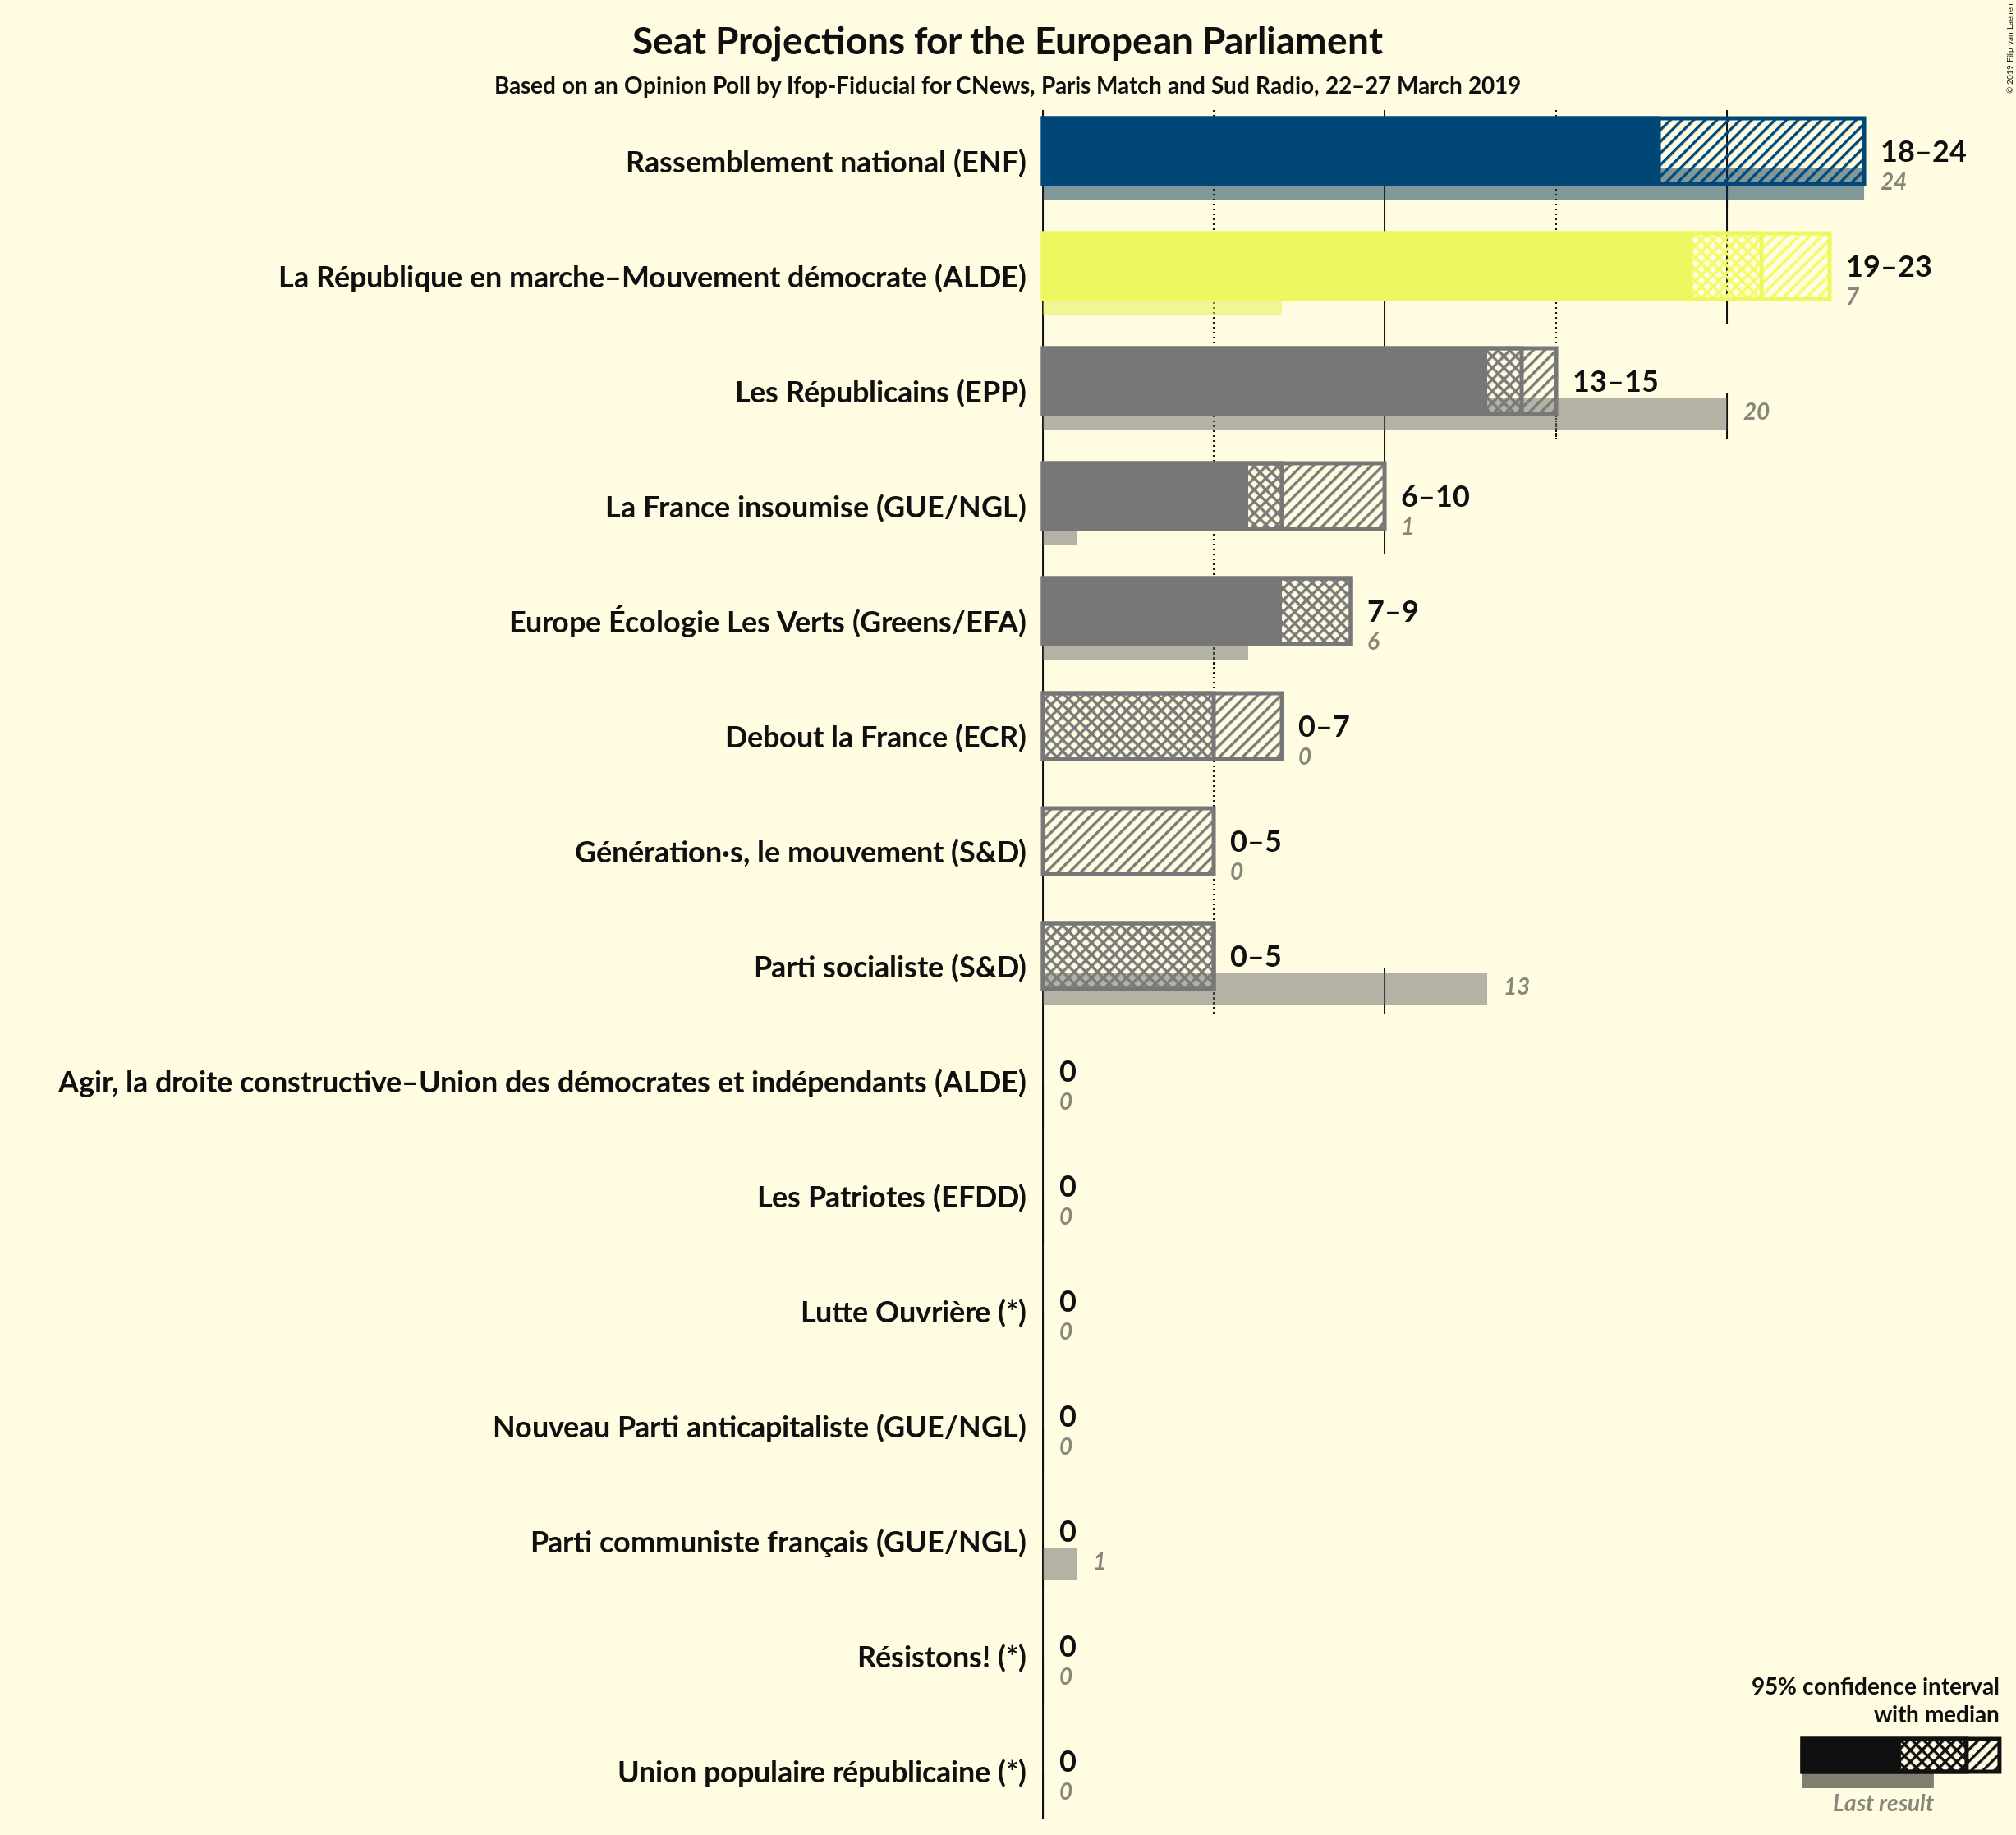 Seat Projections for the European Parliament
Based on an Opinion Poll by Ifop-Fiducial for CNews, Paris Match and Sud Radio, 22–27 March 2019
© 2019 Filip van Laenen
Rassemblement national (ENF)
18–24
24
La République en marche–Mouvement démocrate (ALDE)
19–23
7
Les Républicains (EPP)
13–15
20
La France insoumise (GUE/NGL)
6–10
1
Europe Écologie Les Verts (Greens/EFA)
7–9
6
Debout la France (ECR)
0–7
0
Génération·s, le mouvement (S&D)
0–5
0
Parti socialiste (S&D)
0–5
13
Agir, la droite constructive–Union des démocrates et indépendants (ALDE)
0
0
Les Patriotes (EFDD)
0
0
Lutte Ouvrière (*)
0
0
Nouveau Parti anticapitaliste (GUE/NGL)
0
0
Parti communiste français (GUE/NGL)
0
1
Résistons! (*)
0
0
Union populaire républicaine (*)
0
0
95% confidence interval
with median
Last result